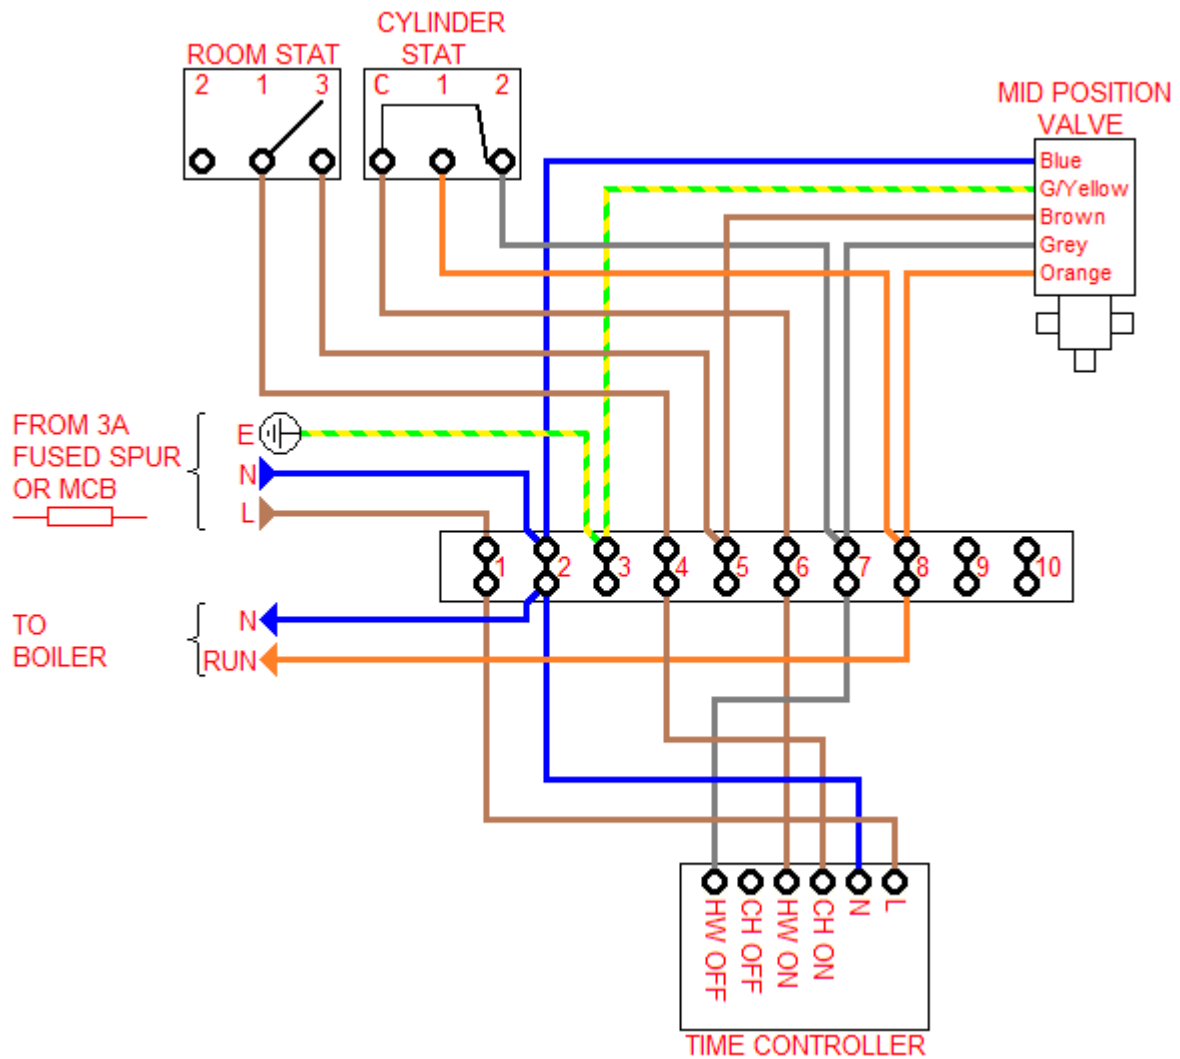 CYLINDER
STAT
ROOM STAT
2 1 3
C 1 2
MID POSITION
VALVE
Blue
G/Yellow
Brown
Grey
Orange
FROM 3A
FUSED SPUR
OR MCB
E
N
L
1 2 3 4 5 6 7 8 9 10
TO
BOILER
N
RUN
HW OFF
CH OFF
HW ON
CH ON
N
L
TIME CONTROLLER